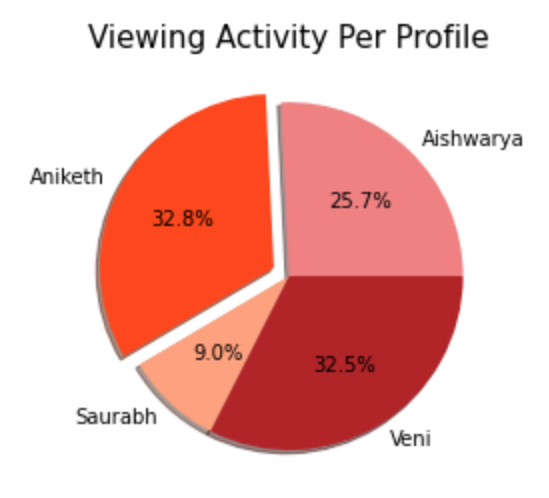 Viewing Activity Per Profile
Aishwarya
25.7%
Aniketh
32.8%
Saurabh
9.0%
Veni
32.5%